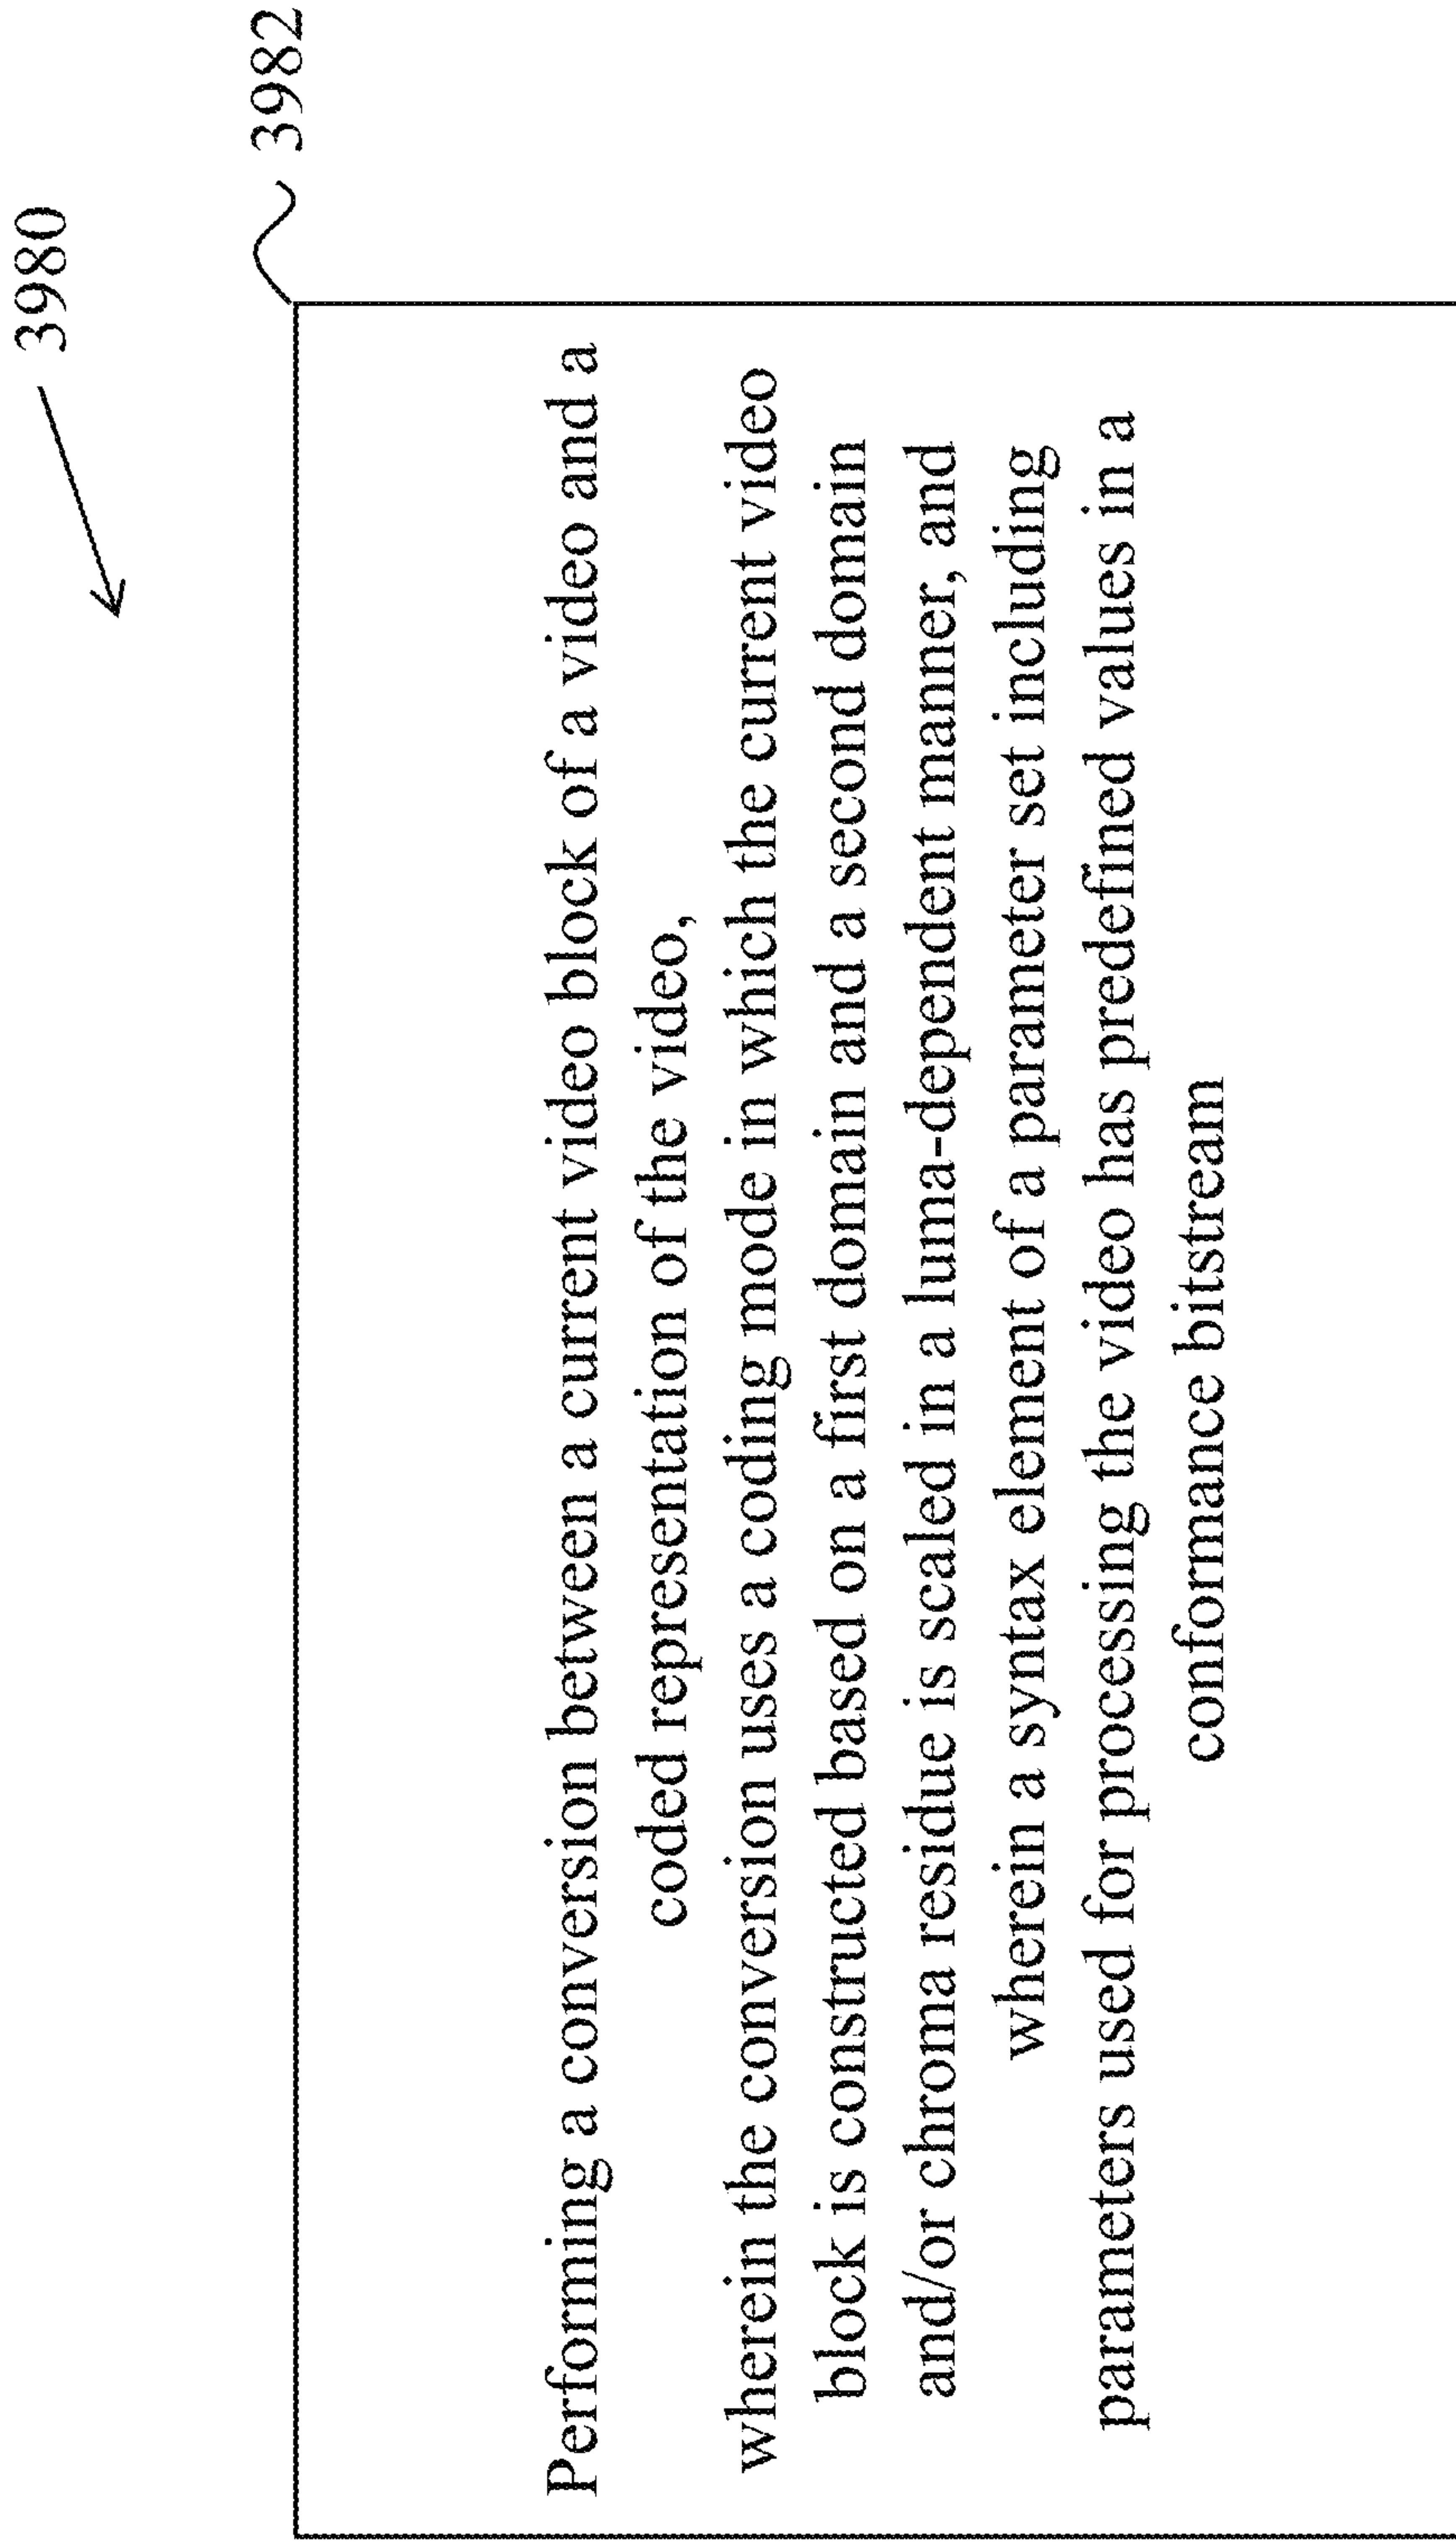 3980
3982
Performing a conversion between a current video block of a video and a
coded representation of the video,
wherein the conversion uses a coding mode in which the current video
block is constructed based on a first domain and a second domain
and/or chroma residue is scaled in a luma-dependent manner, and
wherein a syntax element of a parameter set including
parameters used for processing the video has predefined values in a
conformance bitstream